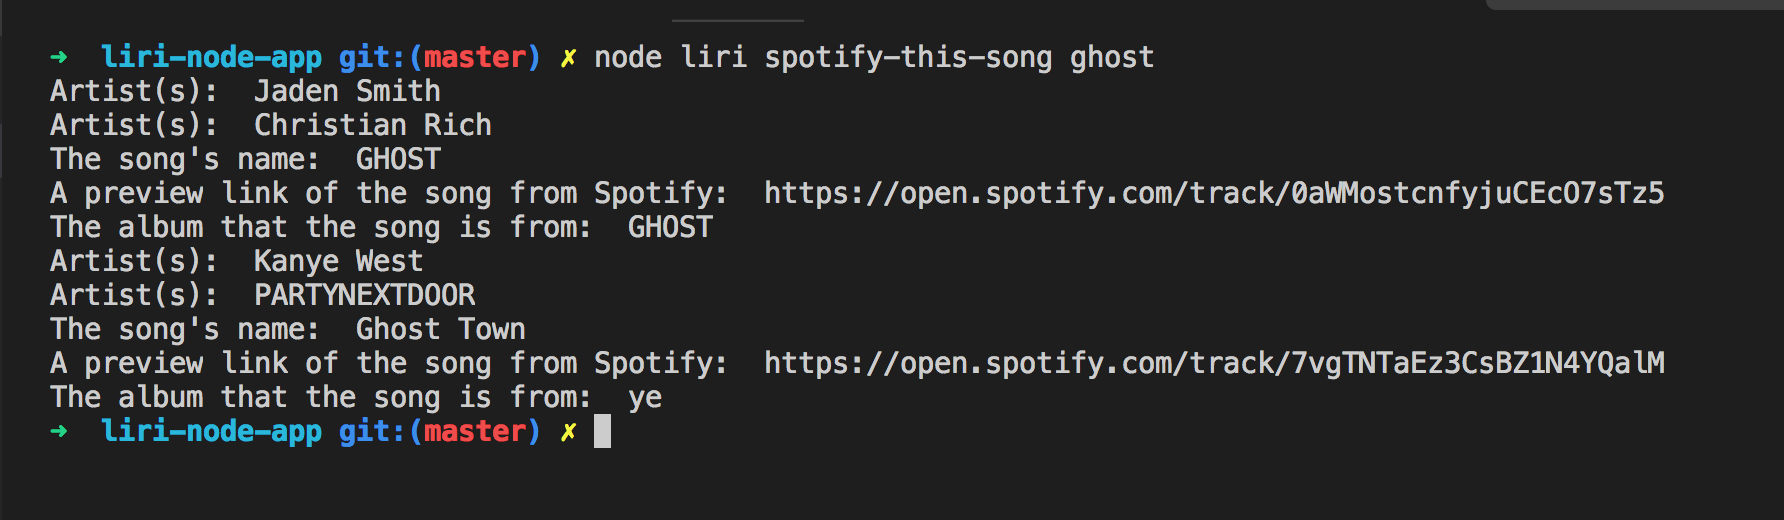 ➜  liri-node-app git:(master) ✗ node liri spotify-this-song ghost
Artist(s):  Jaden Smith
Artist(s):  Christian Rich
The song's name:  GHOST
A preview link of the song from Spotify:  https://open.spotify.com/track/0aWMostcnfyjuCEcO7sTz5
The album that the song is from:  GHOST
Artist(s):  Kanye West
Artist(s):  PARTYNEXTDOOR
The song's name:  Ghost Town
A preview link of the song from Spotify:  https://open.spotify.com/track/7vgTNTaEz3CsBZ1N4YQalM
The album that the song is from:  ye
➜  liri-node-app git:(master) ✗